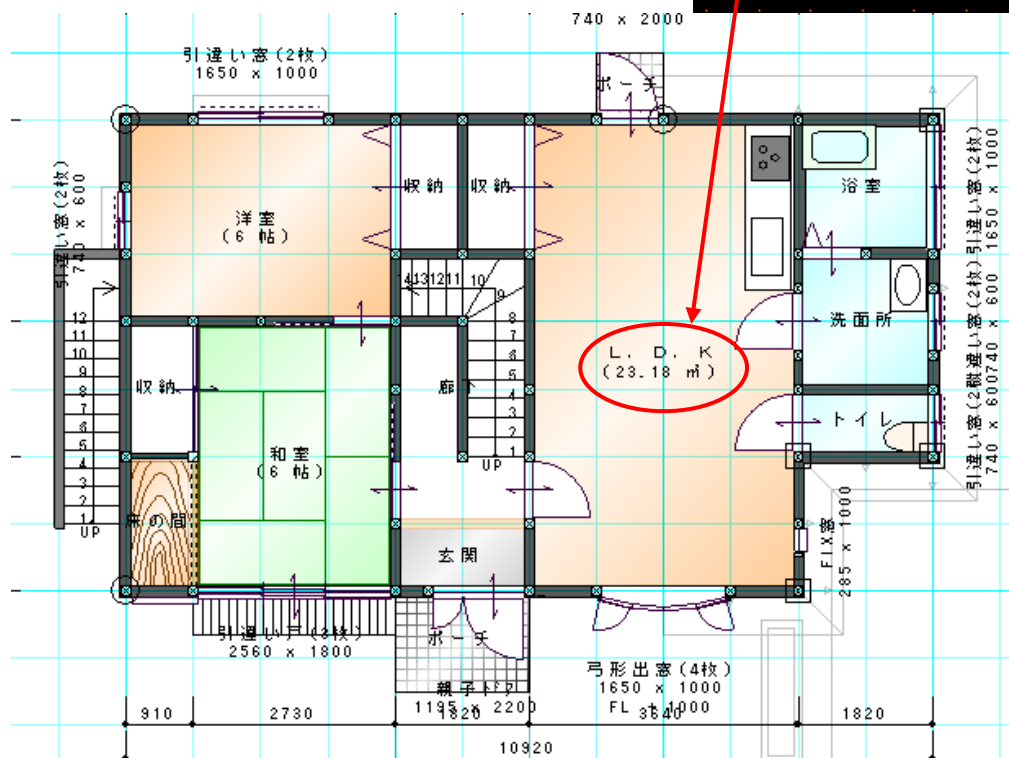 740 x 2000
引違い窓(2枚)
1650 x 1000
ポーチ
引違い窓(2枚)
740 x 600
洋室
(6 帖)
収納
収納
浴室
引違い窓(2枚)
1650 x 1000
14 13 12 11 10
9
8
7
6
5
4
3
2
1
UP
L. D. K
(23.18 ㎡)
洗面所
トイレ
740 x 600
740 x 600
12
11
10
9
8
7
6
5
4
3
2
1
UP
収納
廊下
和室
(6 帖)
床の間
玄関
FIX窓
285 x 1000
引違い戸(3枚)
2560 x 1800
ポーチ
親子ドア
1195 x 2200
弓形出窓(4枚)
1650 x 1000
FL + 1000
910
2730
1820
3640
1820
10920